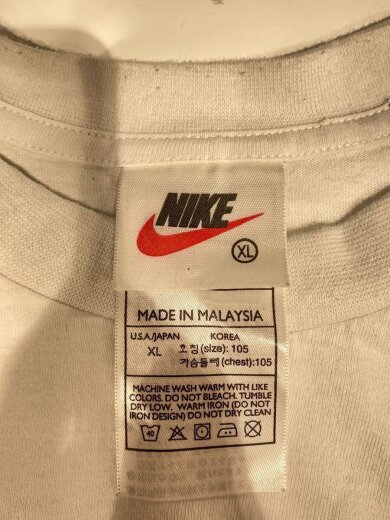 NIKE
XL
MADE IN MALAYSIA
U.S.A./JAPAN KOREA
XL 호칭(size): 105
가슴둘레(chest):105
MACHINE WASH WARM WITH LIKE
COLORS. DO NOT BLEACH. TUMBLE
DRY LOW. WARM IRON (DO NOT
IRON DESIGN) DO NOT DRY CLEAN
40